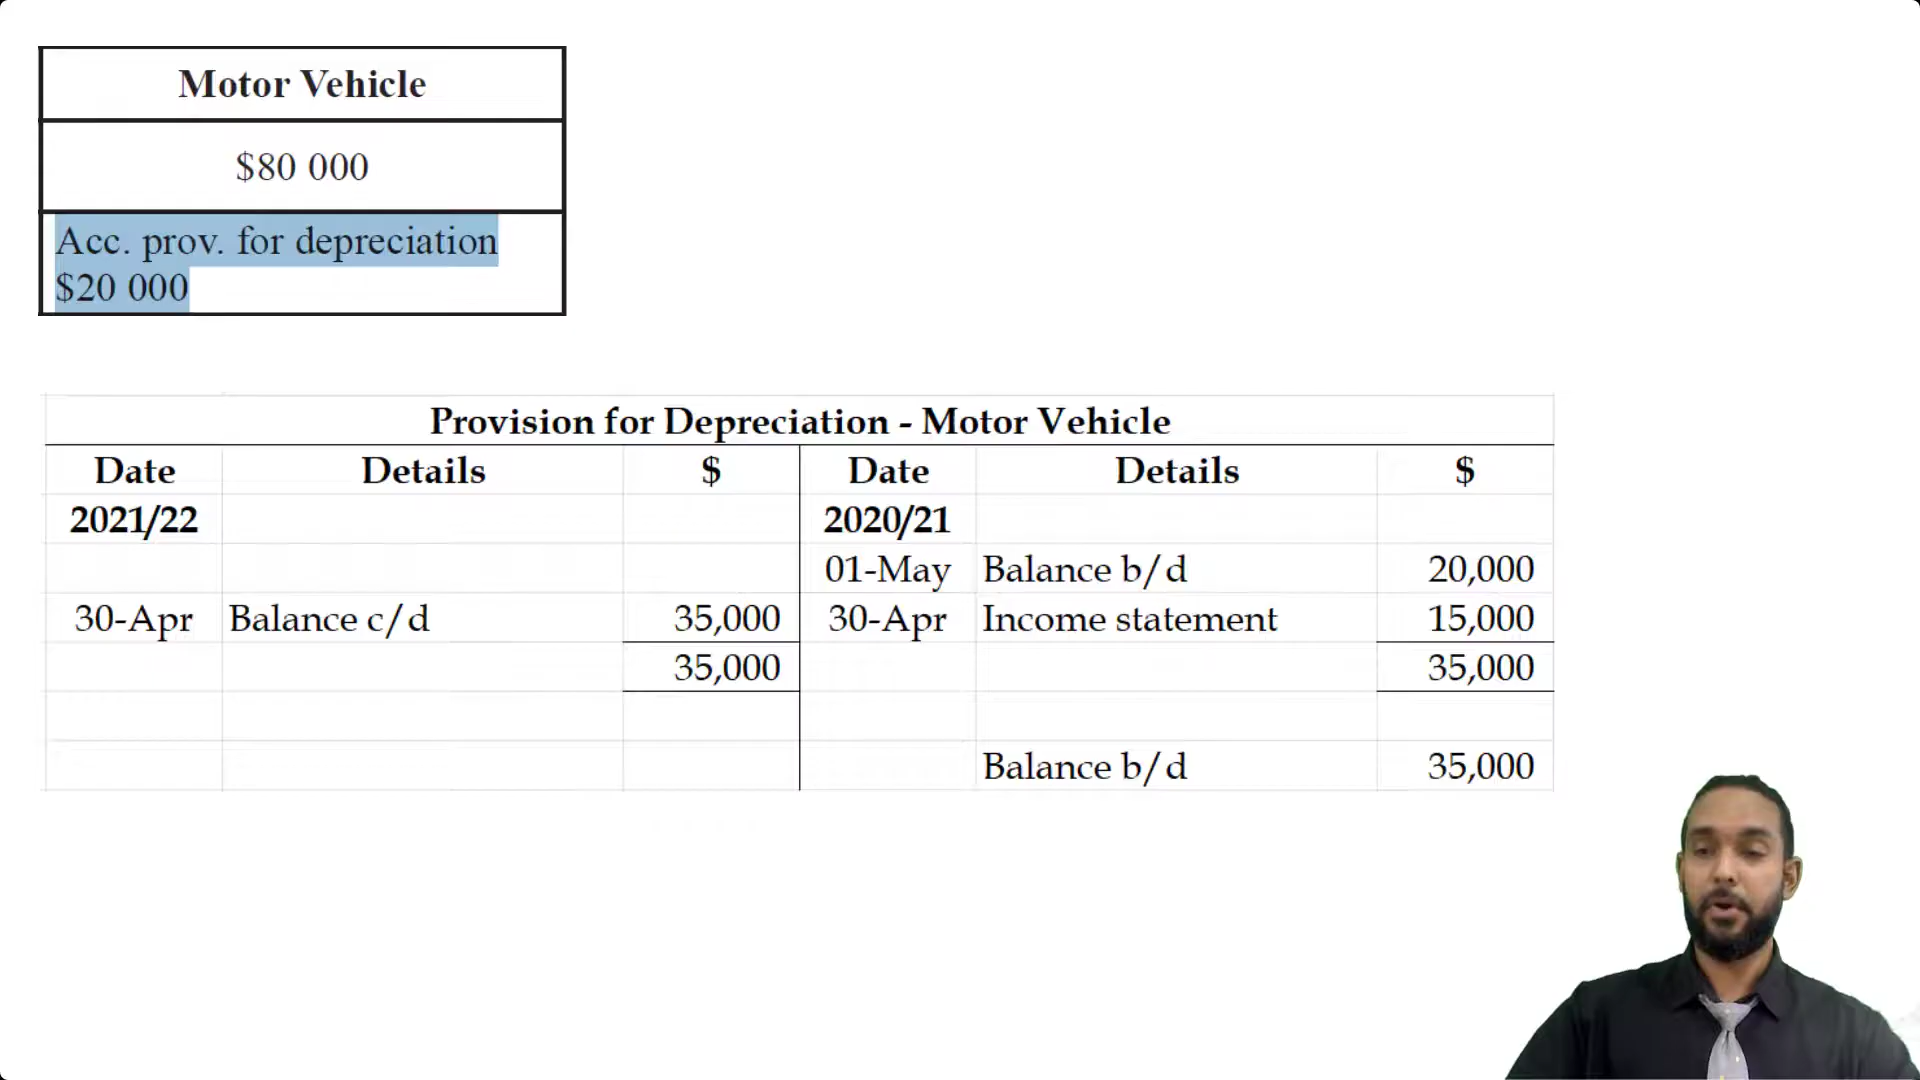 Motor Vehicle
$80 000
Acc. prov. for depreciation
$20 000
Provision for Depreciation - Motor Vehicle
Date Details $ Date Details $
2021/22 2020/21
01-May Balance b/d 20,000
30-Apr Balance c/d 35,000 30-Apr Income statement 15,000
35,000 35,000
Balance b/d 35,000